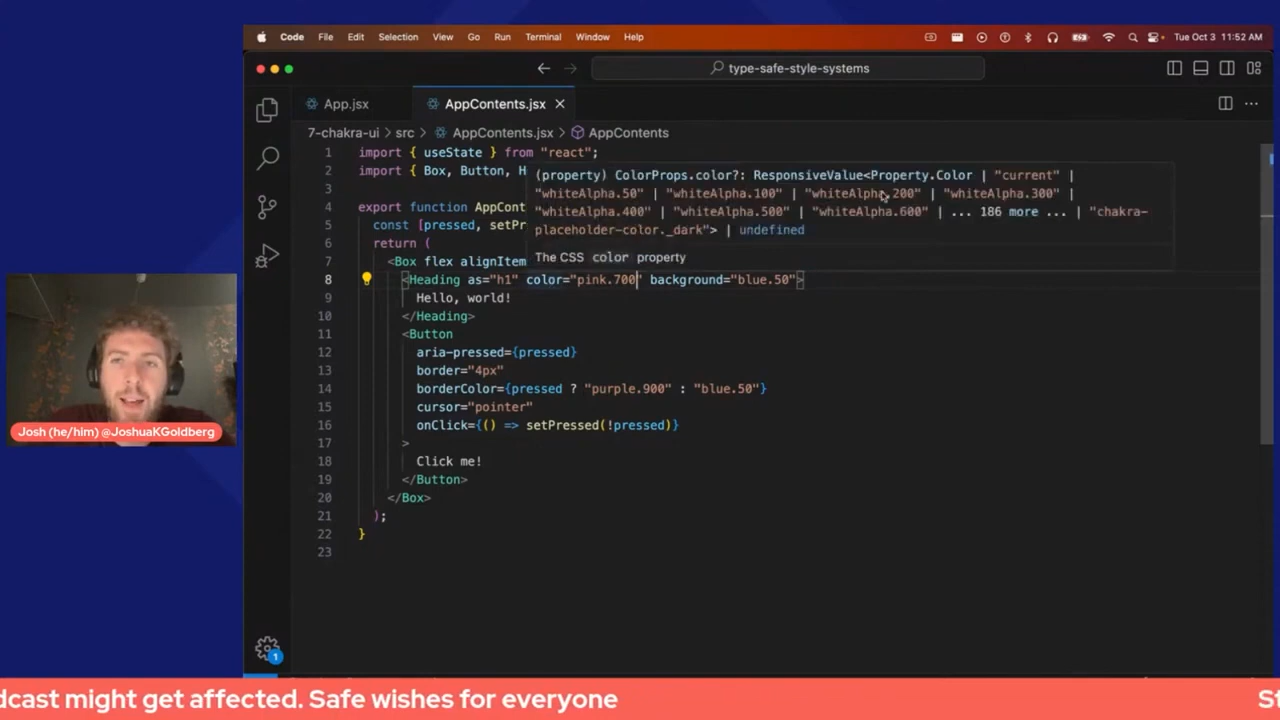 Code File Edit Selection View Go Run Terminal Window Help Tue Oct 3 11:52 AM
type-safe-style-systems
App.jsx AppContents.jsx
7-chakra-ui > src > AppContents.jsx > AppContents
1 import { useState } from "react";
2 import { Box, Button, H
3
4 export function AppCont
5 const [pressed, setPr
6 return (
7 <Box flex alignItem
8 <Heading as="h1" color="pink.700" background="blue.50">
9 Hello, world!
10 </Heading>
11 <Button
12 aria-pressed={pressed}
13 border="4px"
14 borderColor={pressed ? "purple.900" : "blue.50"}
15 cursor="pointer"
16 onClick={() => setPressed(!pressed)}
17 >
18 Click me!
19 </Button>
20 </Box>
21 );
22 }
23
(property) ColorProps.color?: ResponsiveValue<Property.Color | "current" |
"whiteAlpha.50" | "whiteAlpha.100" | "whiteAlpha.200" | "whiteAlpha.300" |
"whiteAlpha.400" | "whiteAlpha.500" | "whiteAlpha.600" | ... 186 more ... | "chakra-
placeholder-color._dark"> | undefined
The CSS color property
Josh (he/him) @JoshuaKGoldberg
1
dcast might get affected. Safe wishes for everyone St